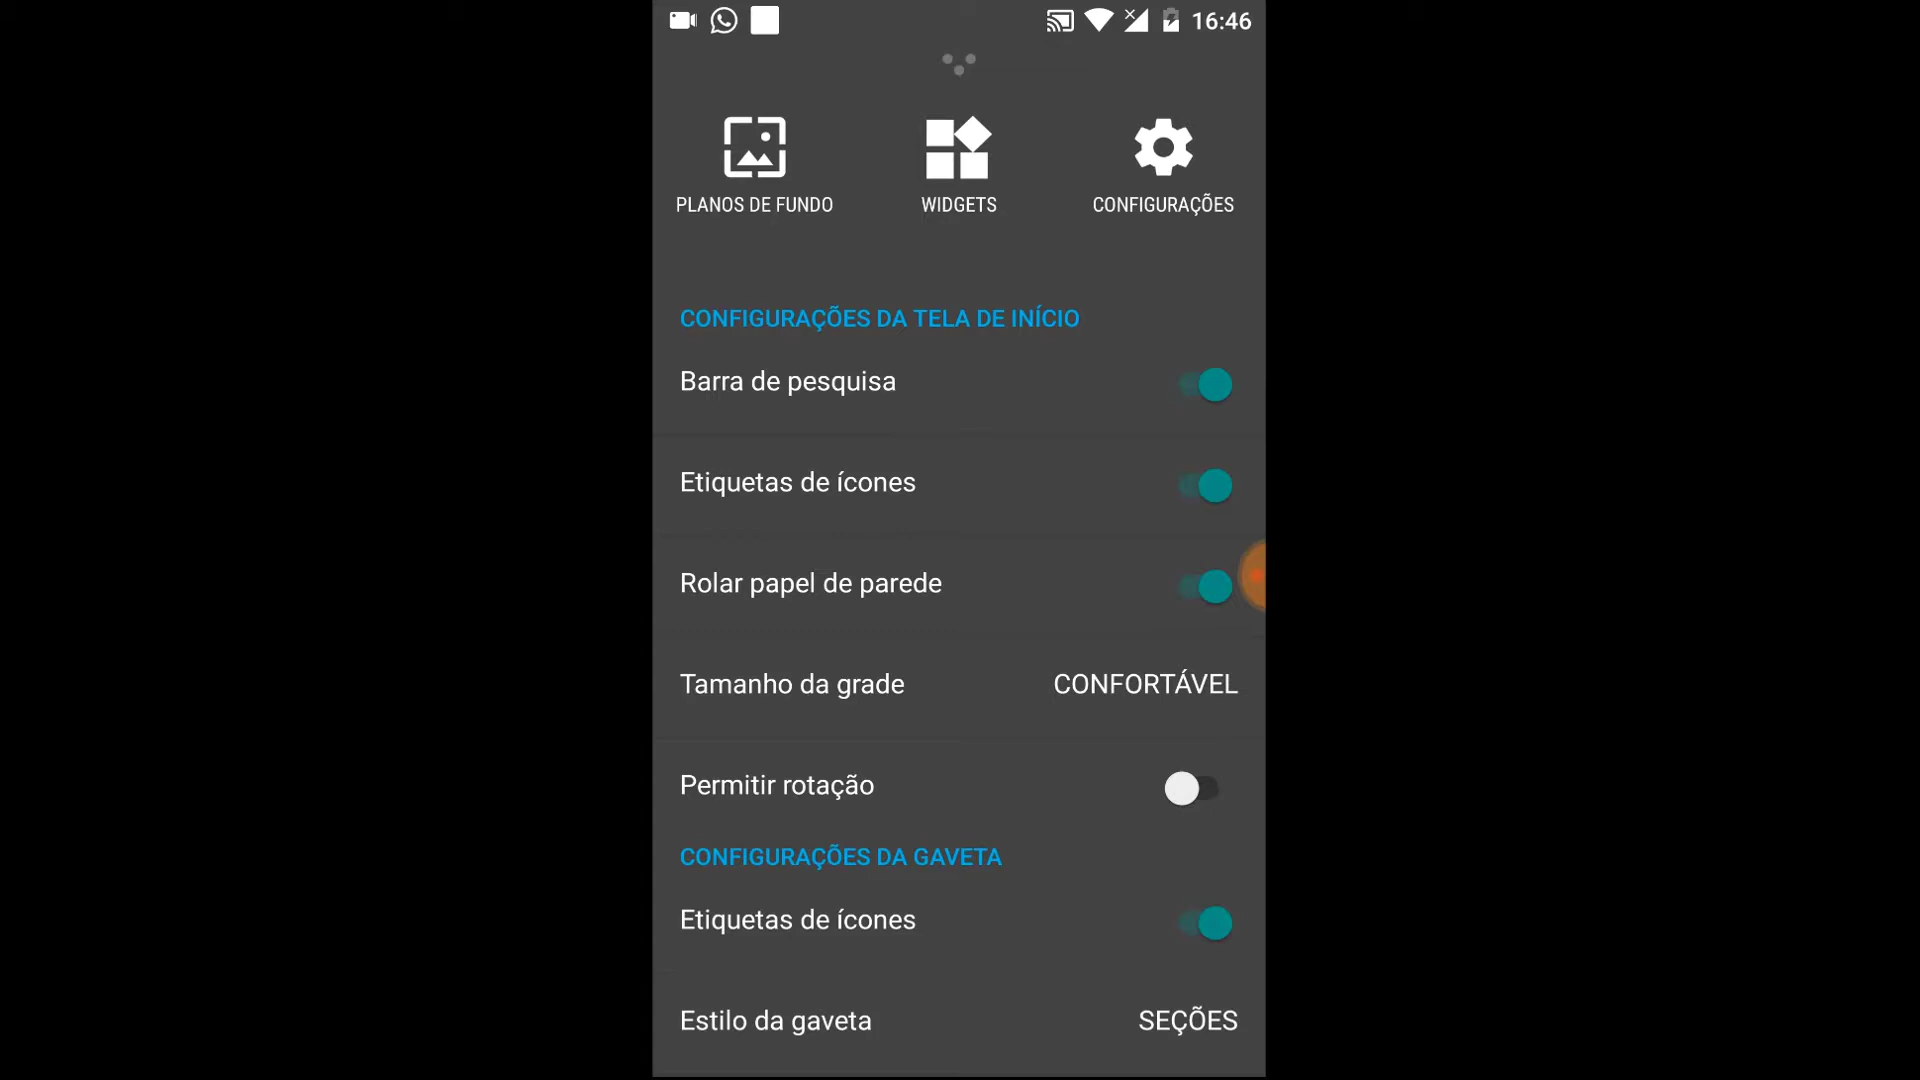 16:46
PLANOS DE FUNDO
WIDGETS
CONFIGURAÇÕES
CONFIGURAÇÕES DA TELA DE INÍCIO
Barra de pesquisa
Etiquetas de ícones
Rolar papel de parede
Tamanho da grade CONFORTÁVEL
Permitir rotação
CONFIGURAÇÕES DA GAVETA
Etiquetas de ícones
Estilo da gaveta SEÇÕES